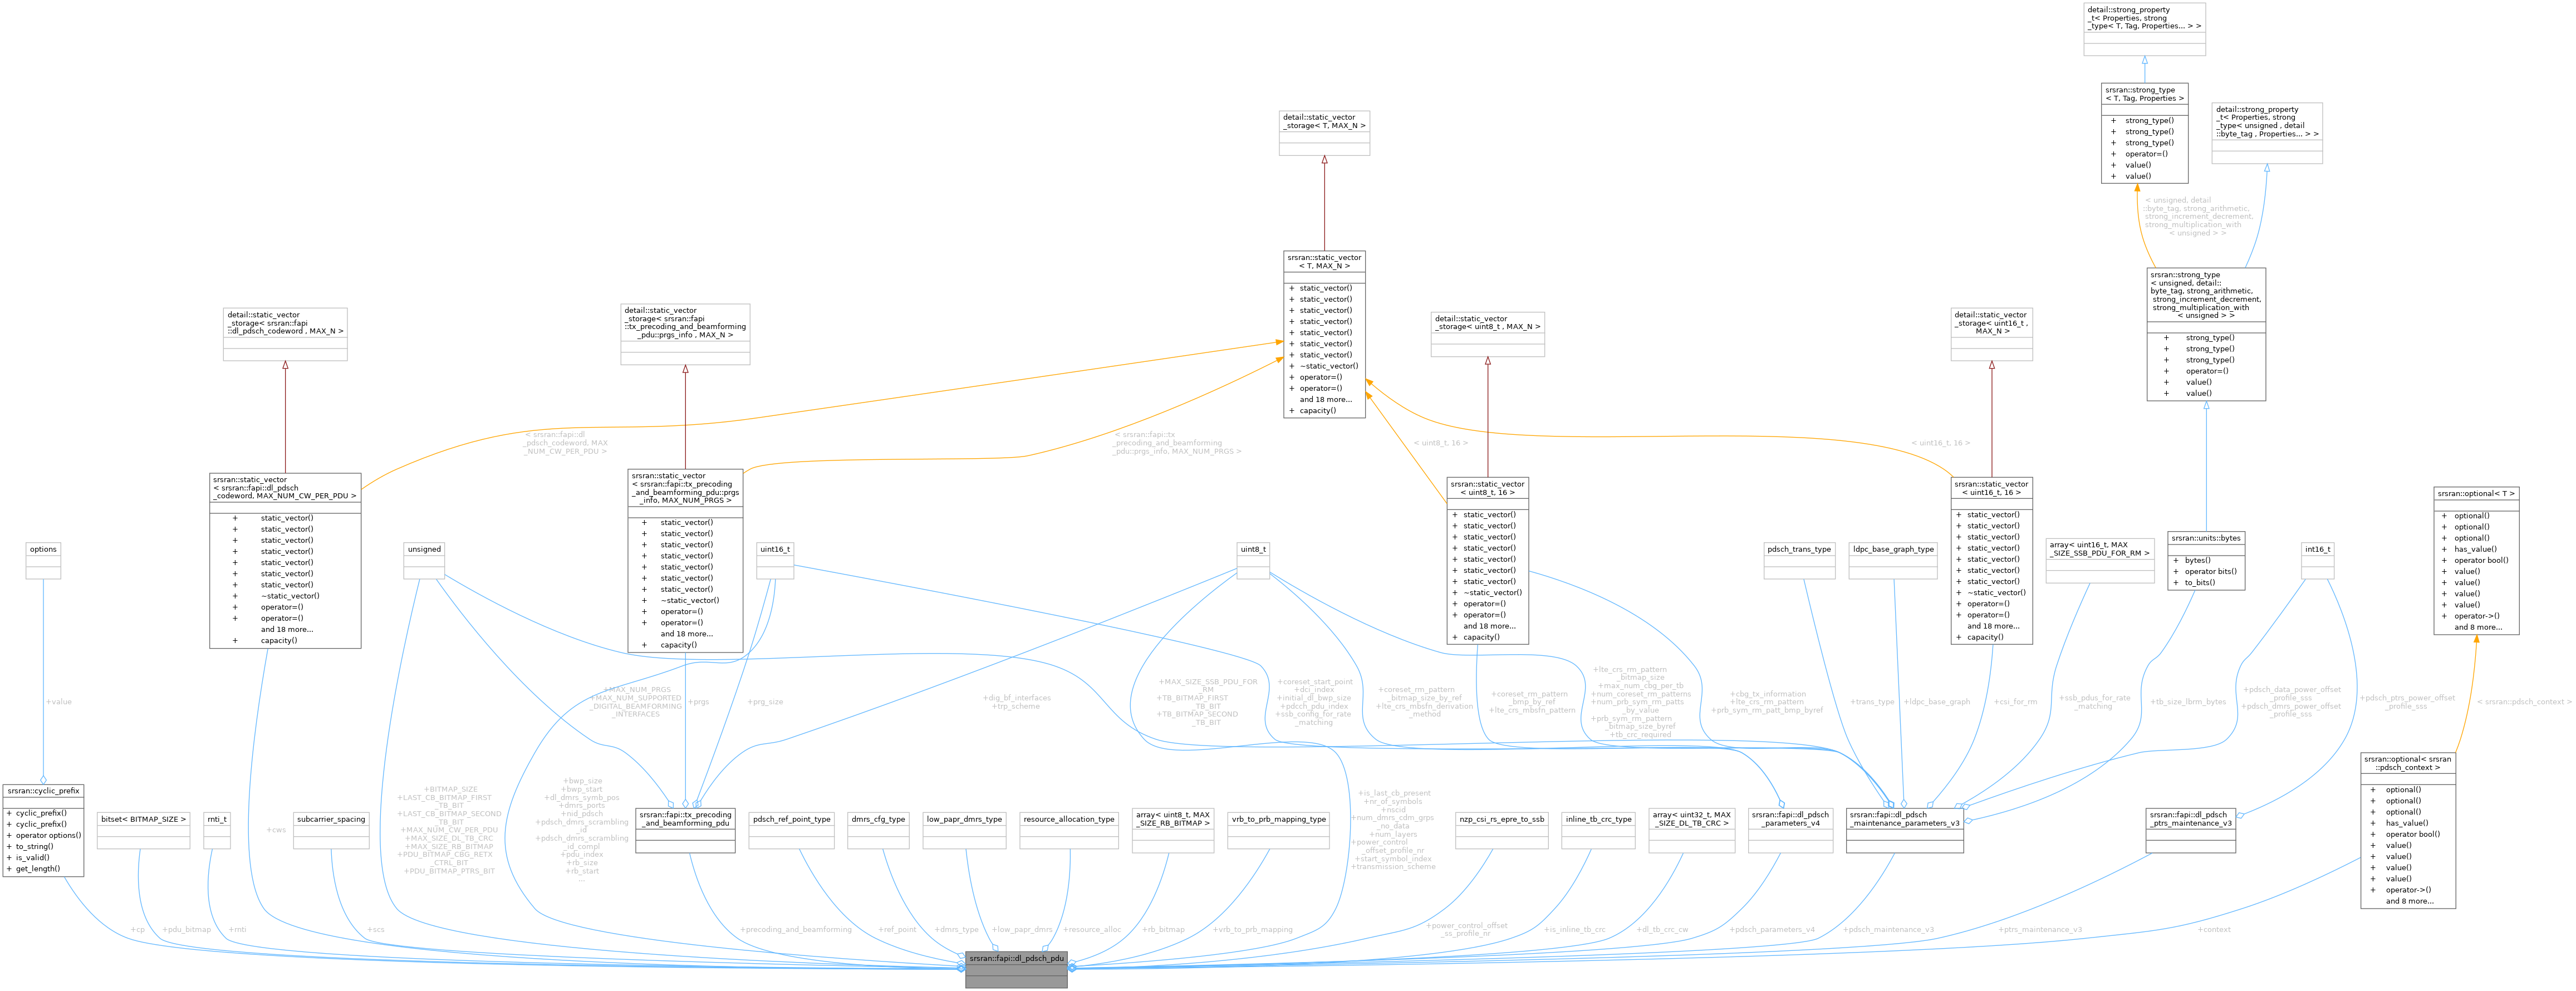 detail::strong_property
_t< Properties, strong
_type< T, Tag, Properties... > >
srsran::strong_type
< T, Tag, Properties >
+ strong_type()
+ strong_type()
+ strong_type()
+ operator=()
+ value()
+ value()
detail::strong_property
_t< Properties, strong
_type< unsigned , detail
::byte_tag , Properties... > >
detail::static_vector
_storage< T, MAX_N >
< unsigned, detail
::byte_tag, strong_arithmetic,
strong_increment_decrement,
strong_multiplication_with
< unsigned > >
srsran::static_vector
< T, MAX_N >
+ static_vector()
+ static_vector()
+ static_vector()
+ static_vector()
+ static_vector()
+ static_vector()
+ static_vector()
+ ~static_vector()
+ operator=()
+ operator=()
and 18 more...
+ capacity()
srsran::strong_type
< unsigned, detail::
byte_tag, strong_arithmetic,
strong_increment_decrement,
strong_multiplication_with
< unsigned > >
+ strong_type()
+ strong_type()
+ strong_type()
+ operator=()
+ value()
+ value()
detail::static_vector
_storage< srsran::fapi
::dl_pdsch_codeword , MAX_N >
detail::static_vector
_storage< srsran::fapi
::tx_precoding_and_beamforming
_pdu::prgs_info , MAX_N >
detail::static_vector
_storage< uint8_t , MAX_N >
detail::static_vector
_storage< uint16_t ,
MAX_N >
< srsran::fapi::dl
_pdsch_codeword, MAX
_NUM_CW_PER_PDU >
< srsran::fapi::tx
_precoding_and_beamforming
_pdu::prgs_info, MAX_NUM_PRGS >
< uint8_t, 16 >
< uint16_t, 16 >
srsran::static_vector
< srsran::fapi::dl_pdsch
_codeword, MAX_NUM_CW_PER_PDU >
+ static_vector()
+ static_vector()
+ static_vector()
+ static_vector()
+ static_vector()
+ static_vector()
+ static_vector()
+ ~static_vector()
+ operator=()
+ operator=()
and 18 more...
+ capacity()
srsran::static_vector
< srsran::fapi::tx_precoding
_and_beamforming_pdu::prgs
_info, MAX_NUM_PRGS >
+ static_vector()
+ static_vector()
+ static_vector()
+ static_vector()
+ static_vector()
+ static_vector()
+ static_vector()
+ ~static_vector()
+ operator=()
+ operator=()
and 18 more...
+ capacity()
srsran::static_vector
< uint8_t, 16 >
+ static_vector()
+ static_vector()
+ static_vector()
+ static_vector()
+ static_vector()
+ static_vector()
+ static_vector()
+ ~static_vector()
+ operator=()
+ operator=()
and 18 more...
+ capacity()
srsran::static_vector
< uint16_t, 16 >
+ static_vector()
+ static_vector()
+ static_vector()
+ static_vector()
+ static_vector()
+ static_vector()
+ static_vector()
+ ~static_vector()
+ operator=()
+ operator=()
and 18 more...
+ capacity()
srsran::optional< T >
+ optional()
+ optional()
+ optional()
+ has_value()
+ operator bool()
+ value()
+ value()
+ value()
+ value()
+ operator->()
and 8 more...
options
unsigned
uint16_t
uint8_t
pdsch_trans_type
ldpc_base_graph_type
array< uint16_t, MAX
_SIZE_SSB_PDU_FOR_RM >
srsran::units::bytes
+ bytes()
+ operator bits()
+ to_bits()
int16_t
+value
+MAX_NUM_PRGS
+MAX_NUM_SUPPORTED
_DIGITAL_BEAMFORMING
_INTERFACES
+prgs
+prg_size
+dig_bf_interfaces
+trp_scheme
+MAX_SIZE_SSB_PDU_FOR
_RM
+TB_BITMAP_FIRST
_TB_BIT
+TB_BITMAP_SECOND
_TB_BIT
+coreset_start_point
+dci_index
+initial_dl_bwp_size
+pdcch_pdu_index
+ssb_config_for_rate
_matching
+coreset_rm_pattern
_bitmap_size_by_ref
+lte_crs_mbsfn_derivation
_method
+coreset_rm_pattern
_bmp_by_ref
+lte_crs_mbsfn_pattern
+lte_crs_rm_pattern
_bitmap_size
+max_num_cbg_per_tb
+num_coreset_rm_patterns
+num_prb_sym_rm_patts
_by_value
+prb_sym_rm_pattern
_bitmap_size_byref
+tb_crc_required
+cbg_tx_information
+lte_crs_rm_pattern
+prb_sym_rm_patt_bmp_byref
+trans_type
+ldpc_base_graph
+csi_for_rm
+ssb_pdus_for_rate
_matching
+tb_size_lbrm_bytes
+pdsch_data_power_offset
_profile_sss
+pdsch_dmrs_power_offset
_profile_sss
+pdsch_ptrs_power_offset
_profile_sss
< srsran::pdsch_context >
srsran::cyclic_prefix
+ cyclic_prefix()
+ cyclic_prefix()
+ operator options()
+ to_string()
+ is_valid()
+ get_length()
bitset< BITMAP_SIZE >
rnti_t
subcarrier_spacing
+cws
+BITMAP_SIZE
+LAST_CB_BITMAP_FIRST
_TB_BIT
+LAST_CB_BITMAP_SECOND
_TB_BIT
+MAX_NUM_CW_PER_PDU
+MAX_SIZE_DL_TB_CRC
+MAX_SIZE_RB_BITMAP
+PDU_BITMAP_CBG_RETX
_CTRL_BIT
+PDU_BITMAP_PTRS_BIT
+bwp_size
+bwp_start
+dl_dmrs_symb_pos
+dmrs_ports
+nid_pdsch
+pdsch_dmrs_scrambling
_id
+pdsch_dmrs_scrambling
_id_compl
+pdu_index
+rb_size
+rb_start
...
srsran::fapi::tx_precoding
_and_beamforming_pdu
pdsch_ref_point_type
dmrs_cfg_type
low_papr_dmrs_type
resource_allocation_type
array< uint8_t, MAX
_SIZE_RB_BITMAP >
vrb_to_prb_mapping_type
+is_last_cb_present
+nr_of_symbols
+nscid
+num_dmrs_cdm_grps
_no_data
+num_layers
+power_control
_offset_profile_nr
+start_symbol_index
+transmission_scheme
nzp_csi_rs_epre_to_ssb
inline_tb_crc_type
array< uint32_t, MAX
_SIZE_DL_TB_CRC >
srsran::fapi::dl_pdsch
_parameters_v4
srsran::fapi::dl_pdsch
_maintenance_parameters_v3
srsran::fapi::dl_pdsch
_ptrs_maintenance_v3
srsran::optional< srsran
::pdsch_context >
+ optional()
+ optional()
+ optional()
+ has_value()
+ operator bool()
+ value()
+ value()
+ value()
+ value()
+ operator->()
and 8 more...
+cp
+pdu_bitmap
+rnti
+scs
+precoding_and_beamforming
+ref_point
+dmrs_type
+low_papr_dmrs
+resource_alloc
+rb_bitmap
+vrb_to_prb_mapping
+power_control_offset
_ss_profile_nr
+is_inline_tb_crc
+dl_tb_crc_cw
+pdsch_parameters_v4
+pdsch_maintenance_v3
+ptrs_maintenance_v3
+context
srsran::fapi::dl_pdsch_pdu